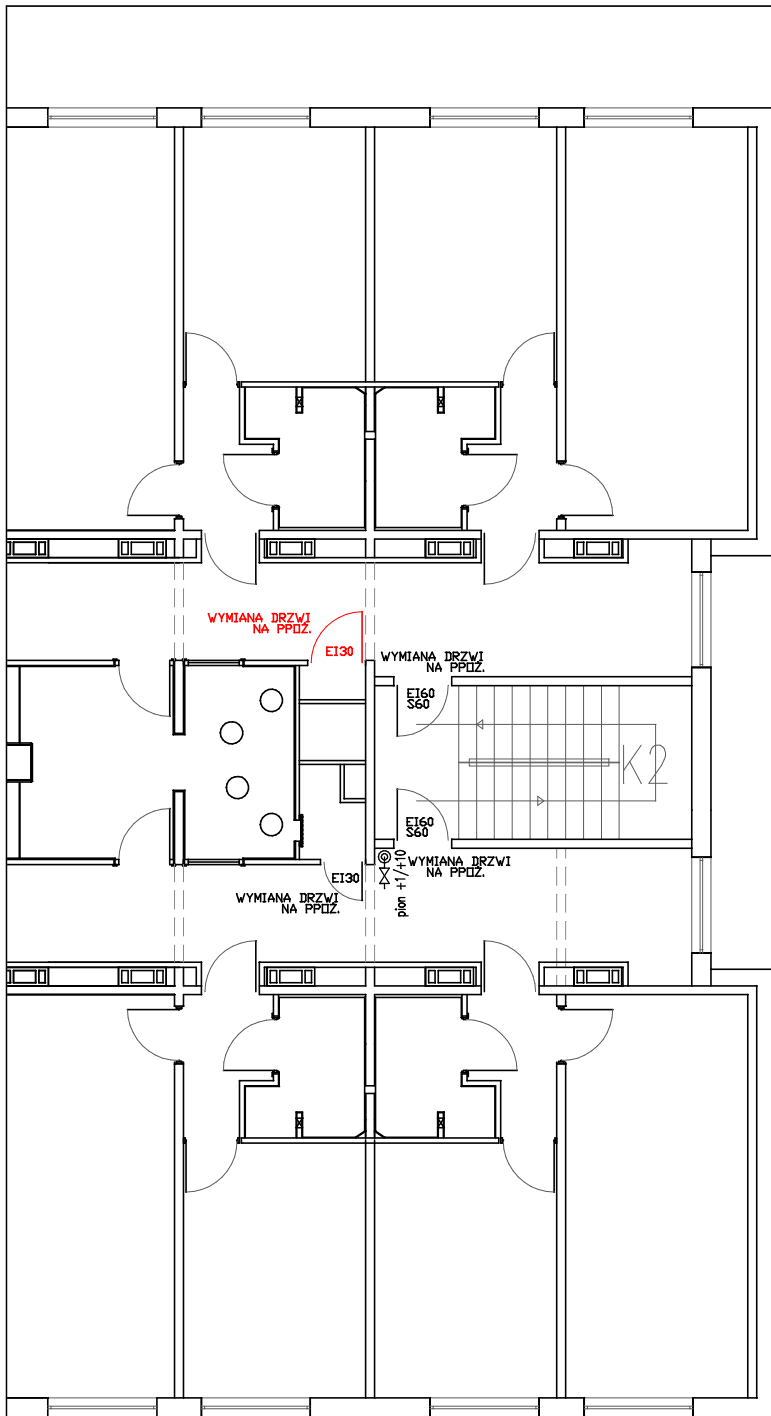 WYMIANA DRZWI
NA PPOŻ.
EI30
WYMIANA DRZWI
NA PPOŻ.
EI60
S60
K2
EI60
S60
WYMIANA DRZWI
NA PPOŻ.
pion +1/+10
EI30
WYMIANA DRZWI
NA PPOŻ.